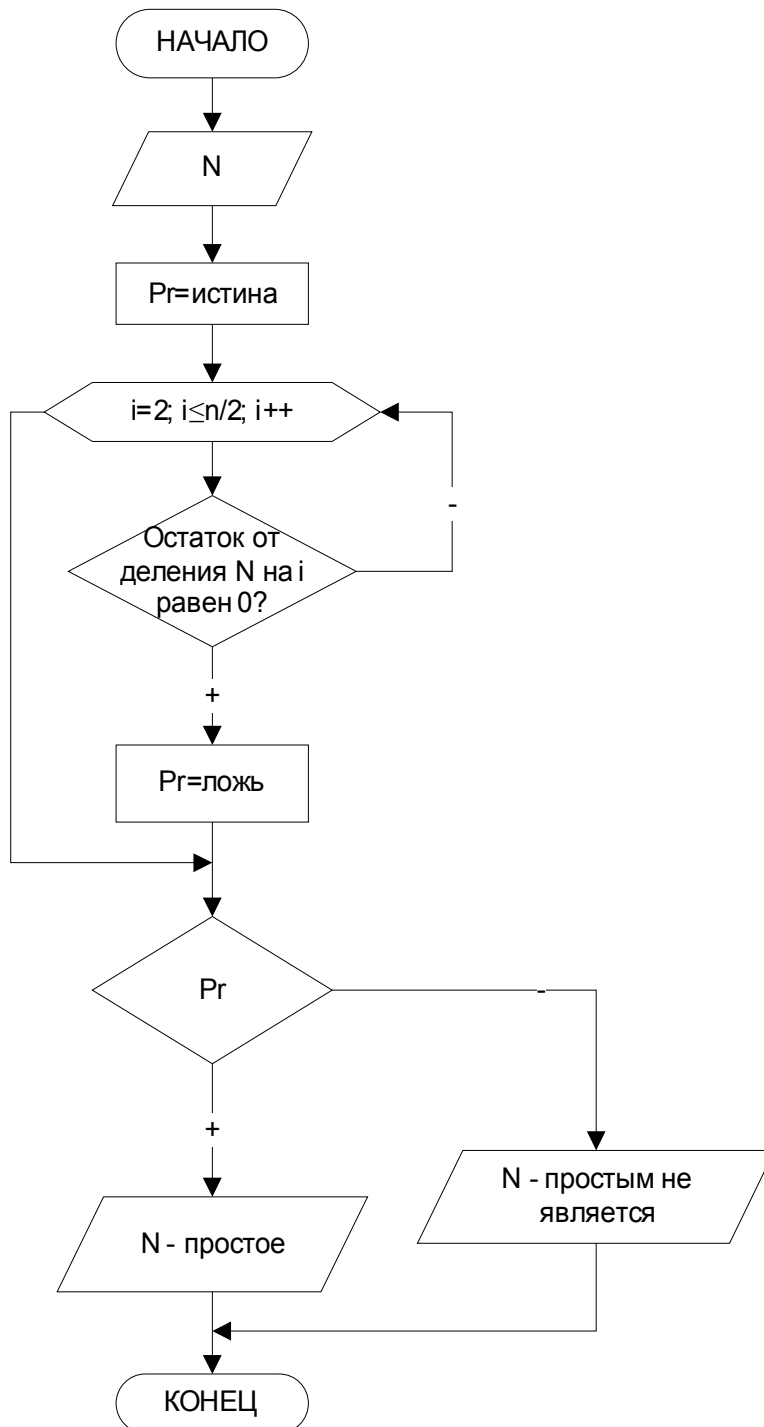 НАЧАЛО
N
Pr=истина
i=2; i≤n/2; i++
-
Остаток от
деления N на i
равен 0?
+
Pr=ложь
Pr
-
+
N - простым не
является
N - простое
КОНЕЦ